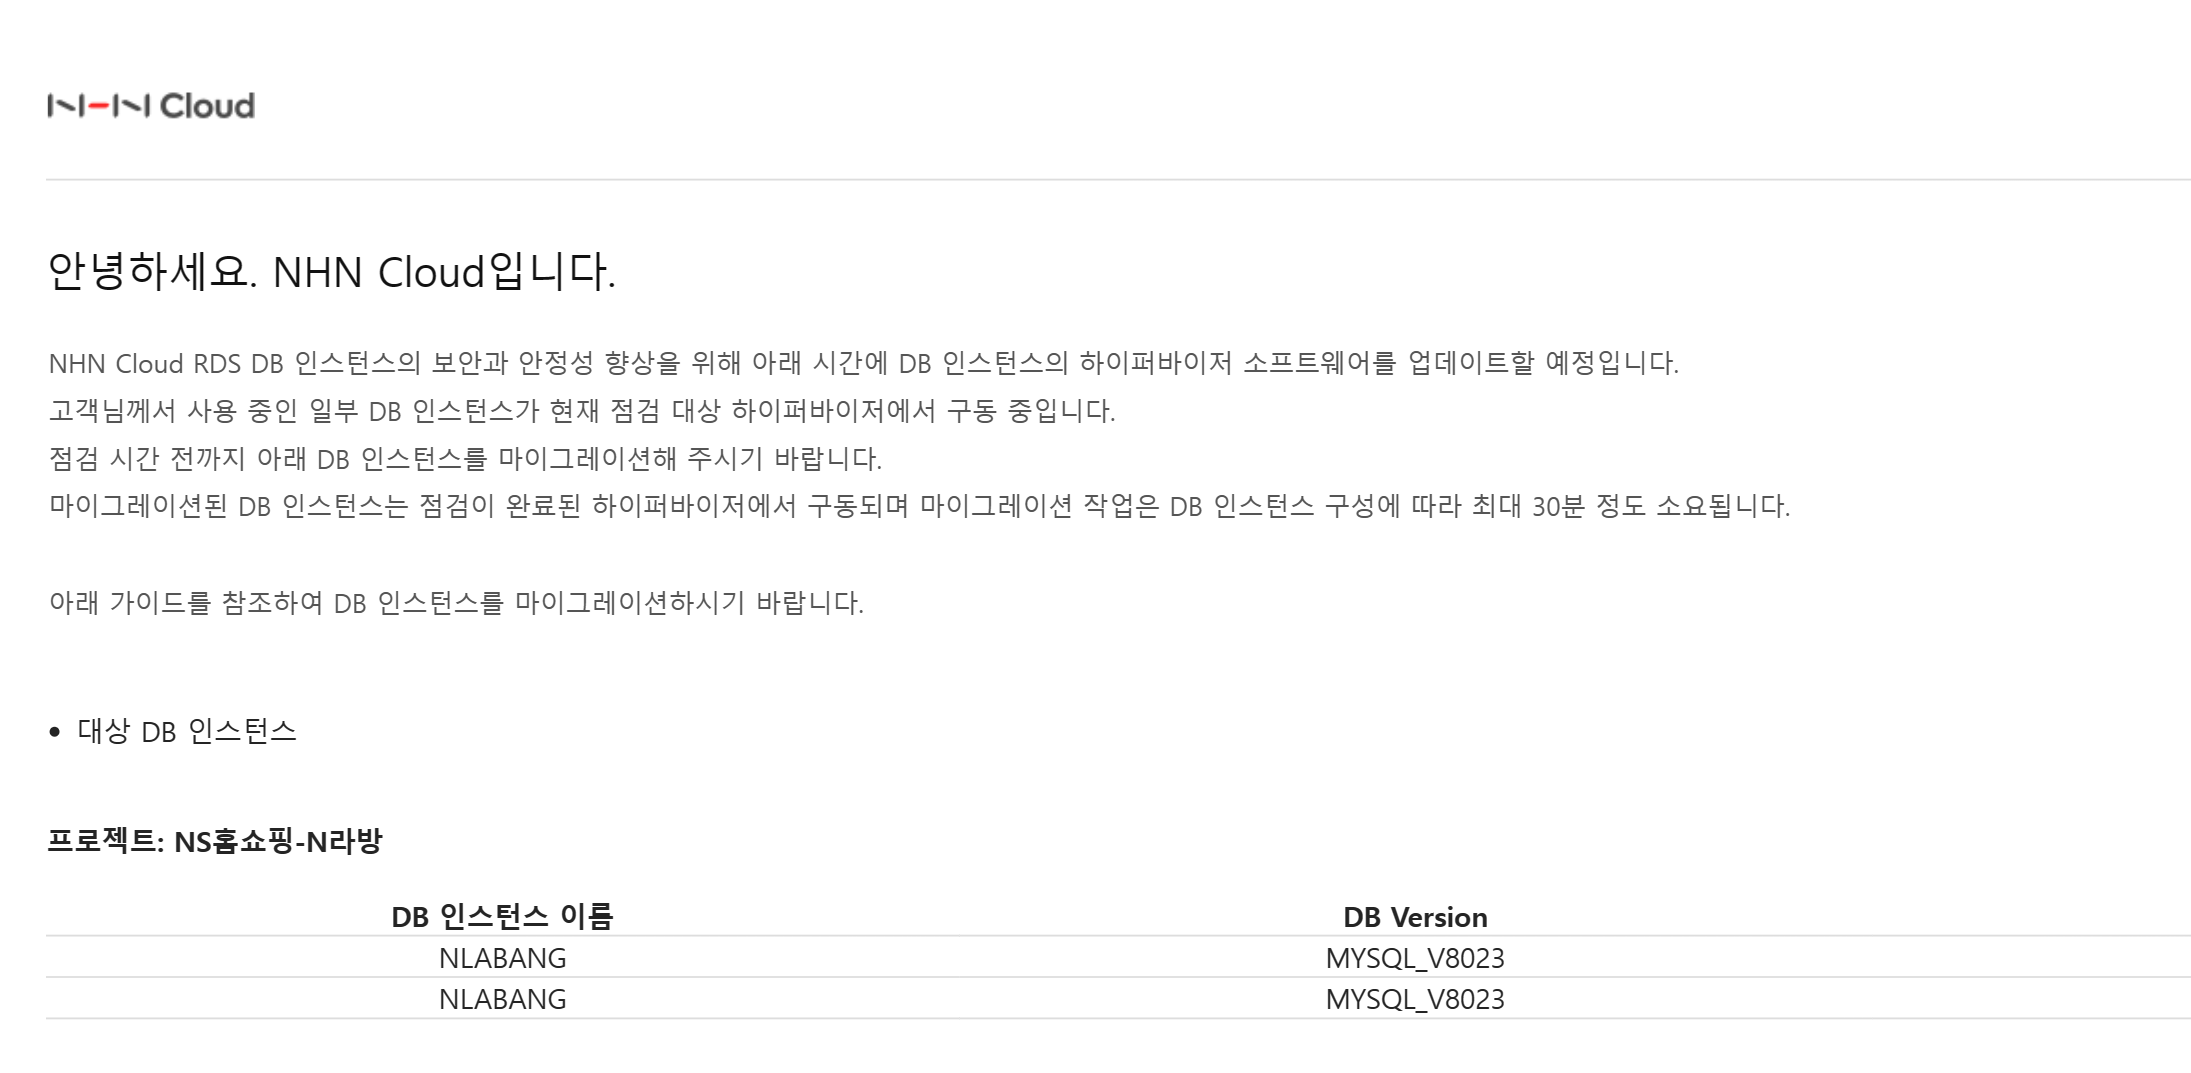 NHN Cloud
안녕하세요. NHN Cloud입니다.
NHN Cloud RDS DB 인스턴스의 보안과 안정성 향상을 위해 아래 시간에 DB 인스턴스의 하이퍼바이저 소프트웨어를 업데이트할 예정입니다.
고객님께서 사용 중인 일부 DB 인스턴스가 현재 점검 대상 하이퍼바이저에서 구동 중입니다.
점검 시간 전까지 아래 DB 인스턴스를 마이그레이션해 주시기 바랍니다.
마이그레이션된 DB 인스턴스는 점검이 완료된 하이퍼바이저에서 구동되며 마이그레이션 작업은 DB 인스턴스 구성에 따라 최대 30분 정도 소요됩니다.
아래 가이드를 참조하여 DB 인스턴스를 마이그레이션하시기 바랍니다.
• 대상 DB 인스턴스
프로젝트: NS홈쇼핑-N라방
DB 인스턴스 이름 DB Version
NLABANG MYSQL_V8023
NLABANG MYSQL_V8023